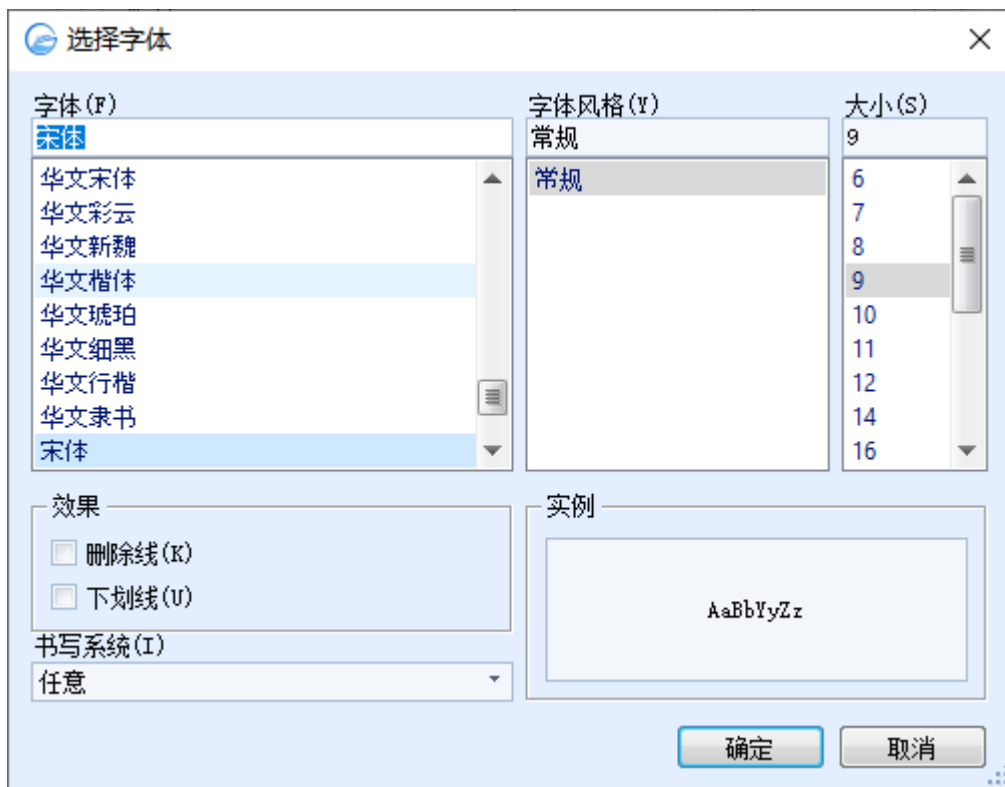 选择字体
字体(F)
宋体
华文宋体
华文彩云
华文新魏
华文楷体
华文琥珀
华文细黑
华文行楷
华文隶书
宋体
字体风格(Y)
常规
常规
大小(S)
9
6
7
8
9
10
11
12
14
16
效果
删除线(K)
下划线(U)
书写系统(I)
任意
实例
AaBbYyZz
确定
取消